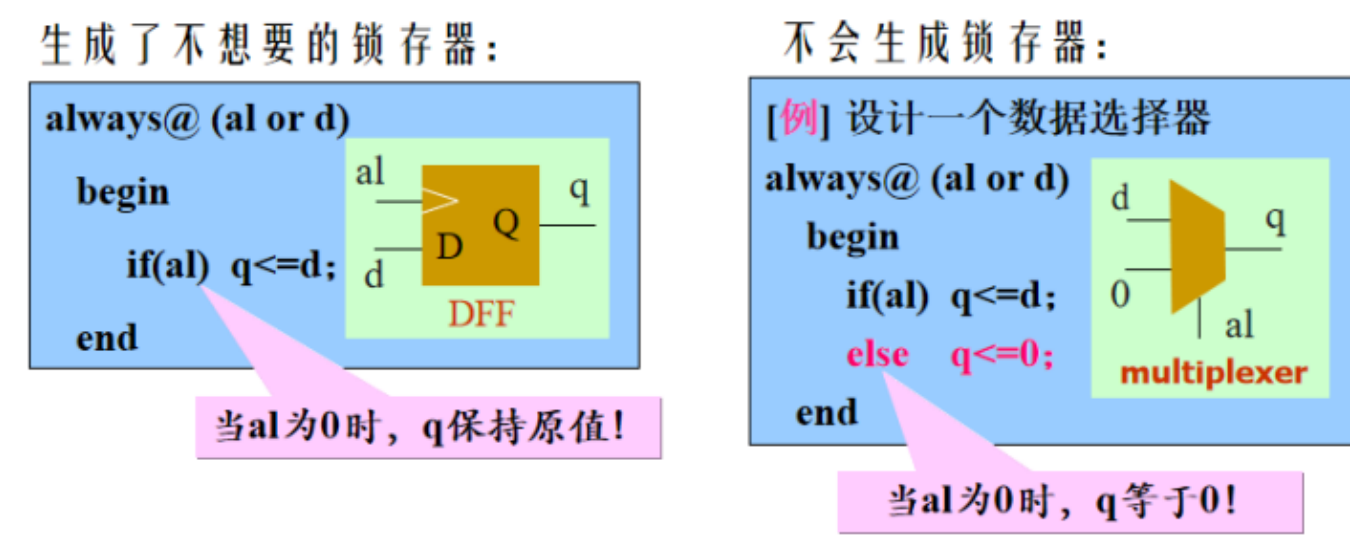 生成了不想要的锁存器：
always@ (al or d)
begin
if(al) q<=d；
end
al
d
D
Q
q
DFF
当al为0时，q保持原值！
不会生成锁存器：
[例] 设计一个数据选择器
always@ (al or d)
begin
if(al) q<=d；
else q<=0；
end
d
0
q
al
multiplexer
当al为0时，q等于0！